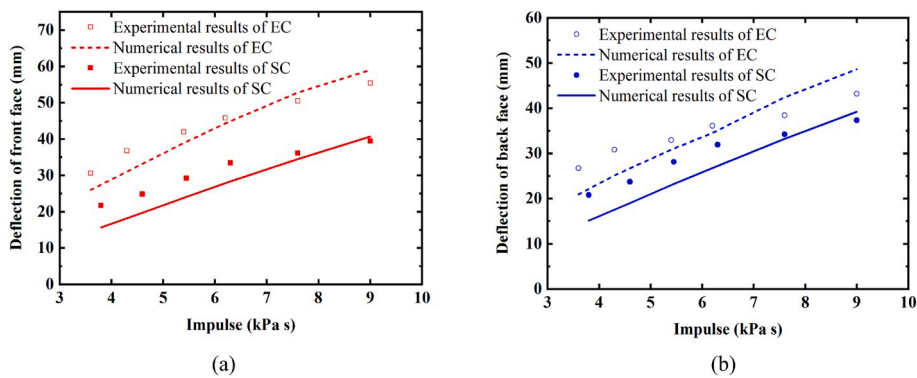 70
60
50
40
30
20
10
0
Deflection of front face (mm)
Experimental results of EC
Numerical results of EC
Experimental results of SC
Numerical results of SC
3 4 5 6 7 8 9 10
Impulse (kPa s)
(a)
60
50
40
30
20
10
0
Deflection of back face (mm)
Experimental results of EC
Numerical results of EC
Experimental results of SC
Numerical results of SC
3 4 5 6 7 8 9 10
Impulse (kPa s)
(b)